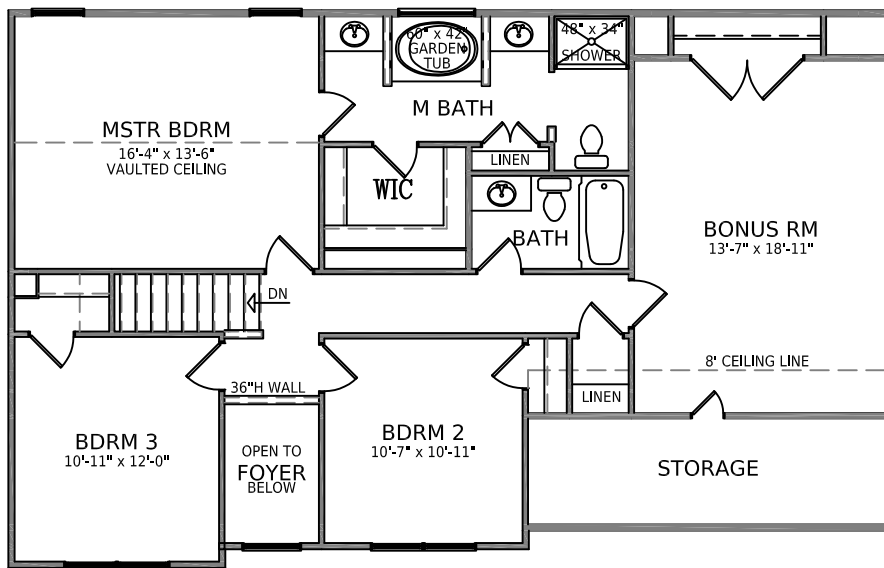 60" x 42"
GARDEN
TUB
48" x 34"
SHOWER
M BATH
MSTR BDRM
16'-4" x 13'-6"
VAULTED CEILING
LINEN
WIC
BATH
BONUS RM
13'-7" x 18'-11"
DN
8' CEILING LINE
36"H WALL
LINEN
BDRM 3
10'-11" x 12'-0"
OPEN TO
FOYER
BELOW
BDRM 2
10'-7" x 10'-11"
STORAGE